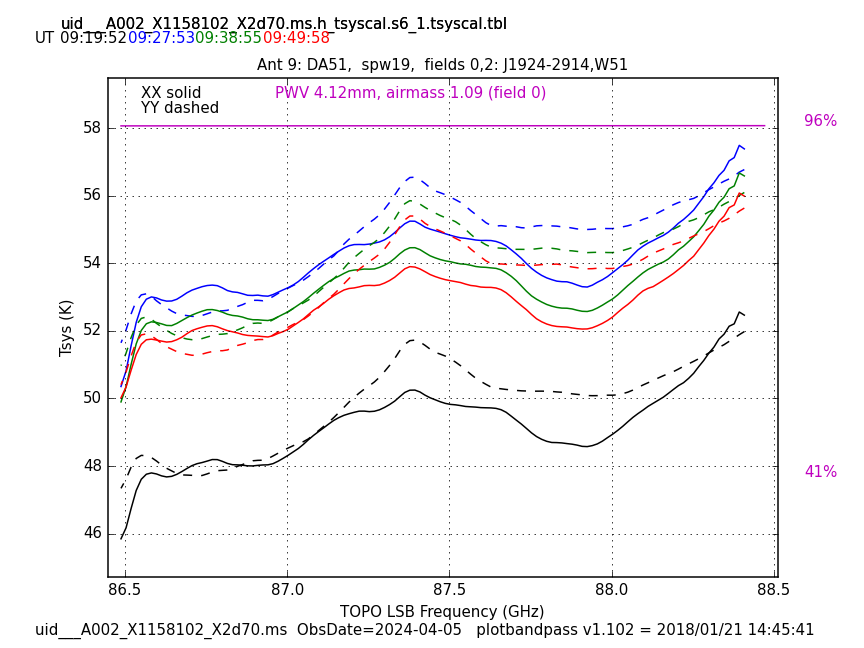 uid___A002_X1158102_X2d70.ms.h_tsyscal.s6_1.tsyscal.tbl
UT 09:19:52 09:27:53 09:38:55 09:49:58
Ant 9: DA51, spw19, fields 0,2: J1924-2914,W51
XX solid PWV 4.12mm, airmass 1.09 (field 0)
YY dashed
96%
58
56
54
52
50
48
46
41%
Tsys (K)
86.5 87.0 87.5 88.0 88.5
TOPO LSB Frequency (GHz)
uid___A002_X1158102_X2d70.ms ObsDate=2024-04-05 plotbandpass v1.102 = 2018/01/21 14:45:41